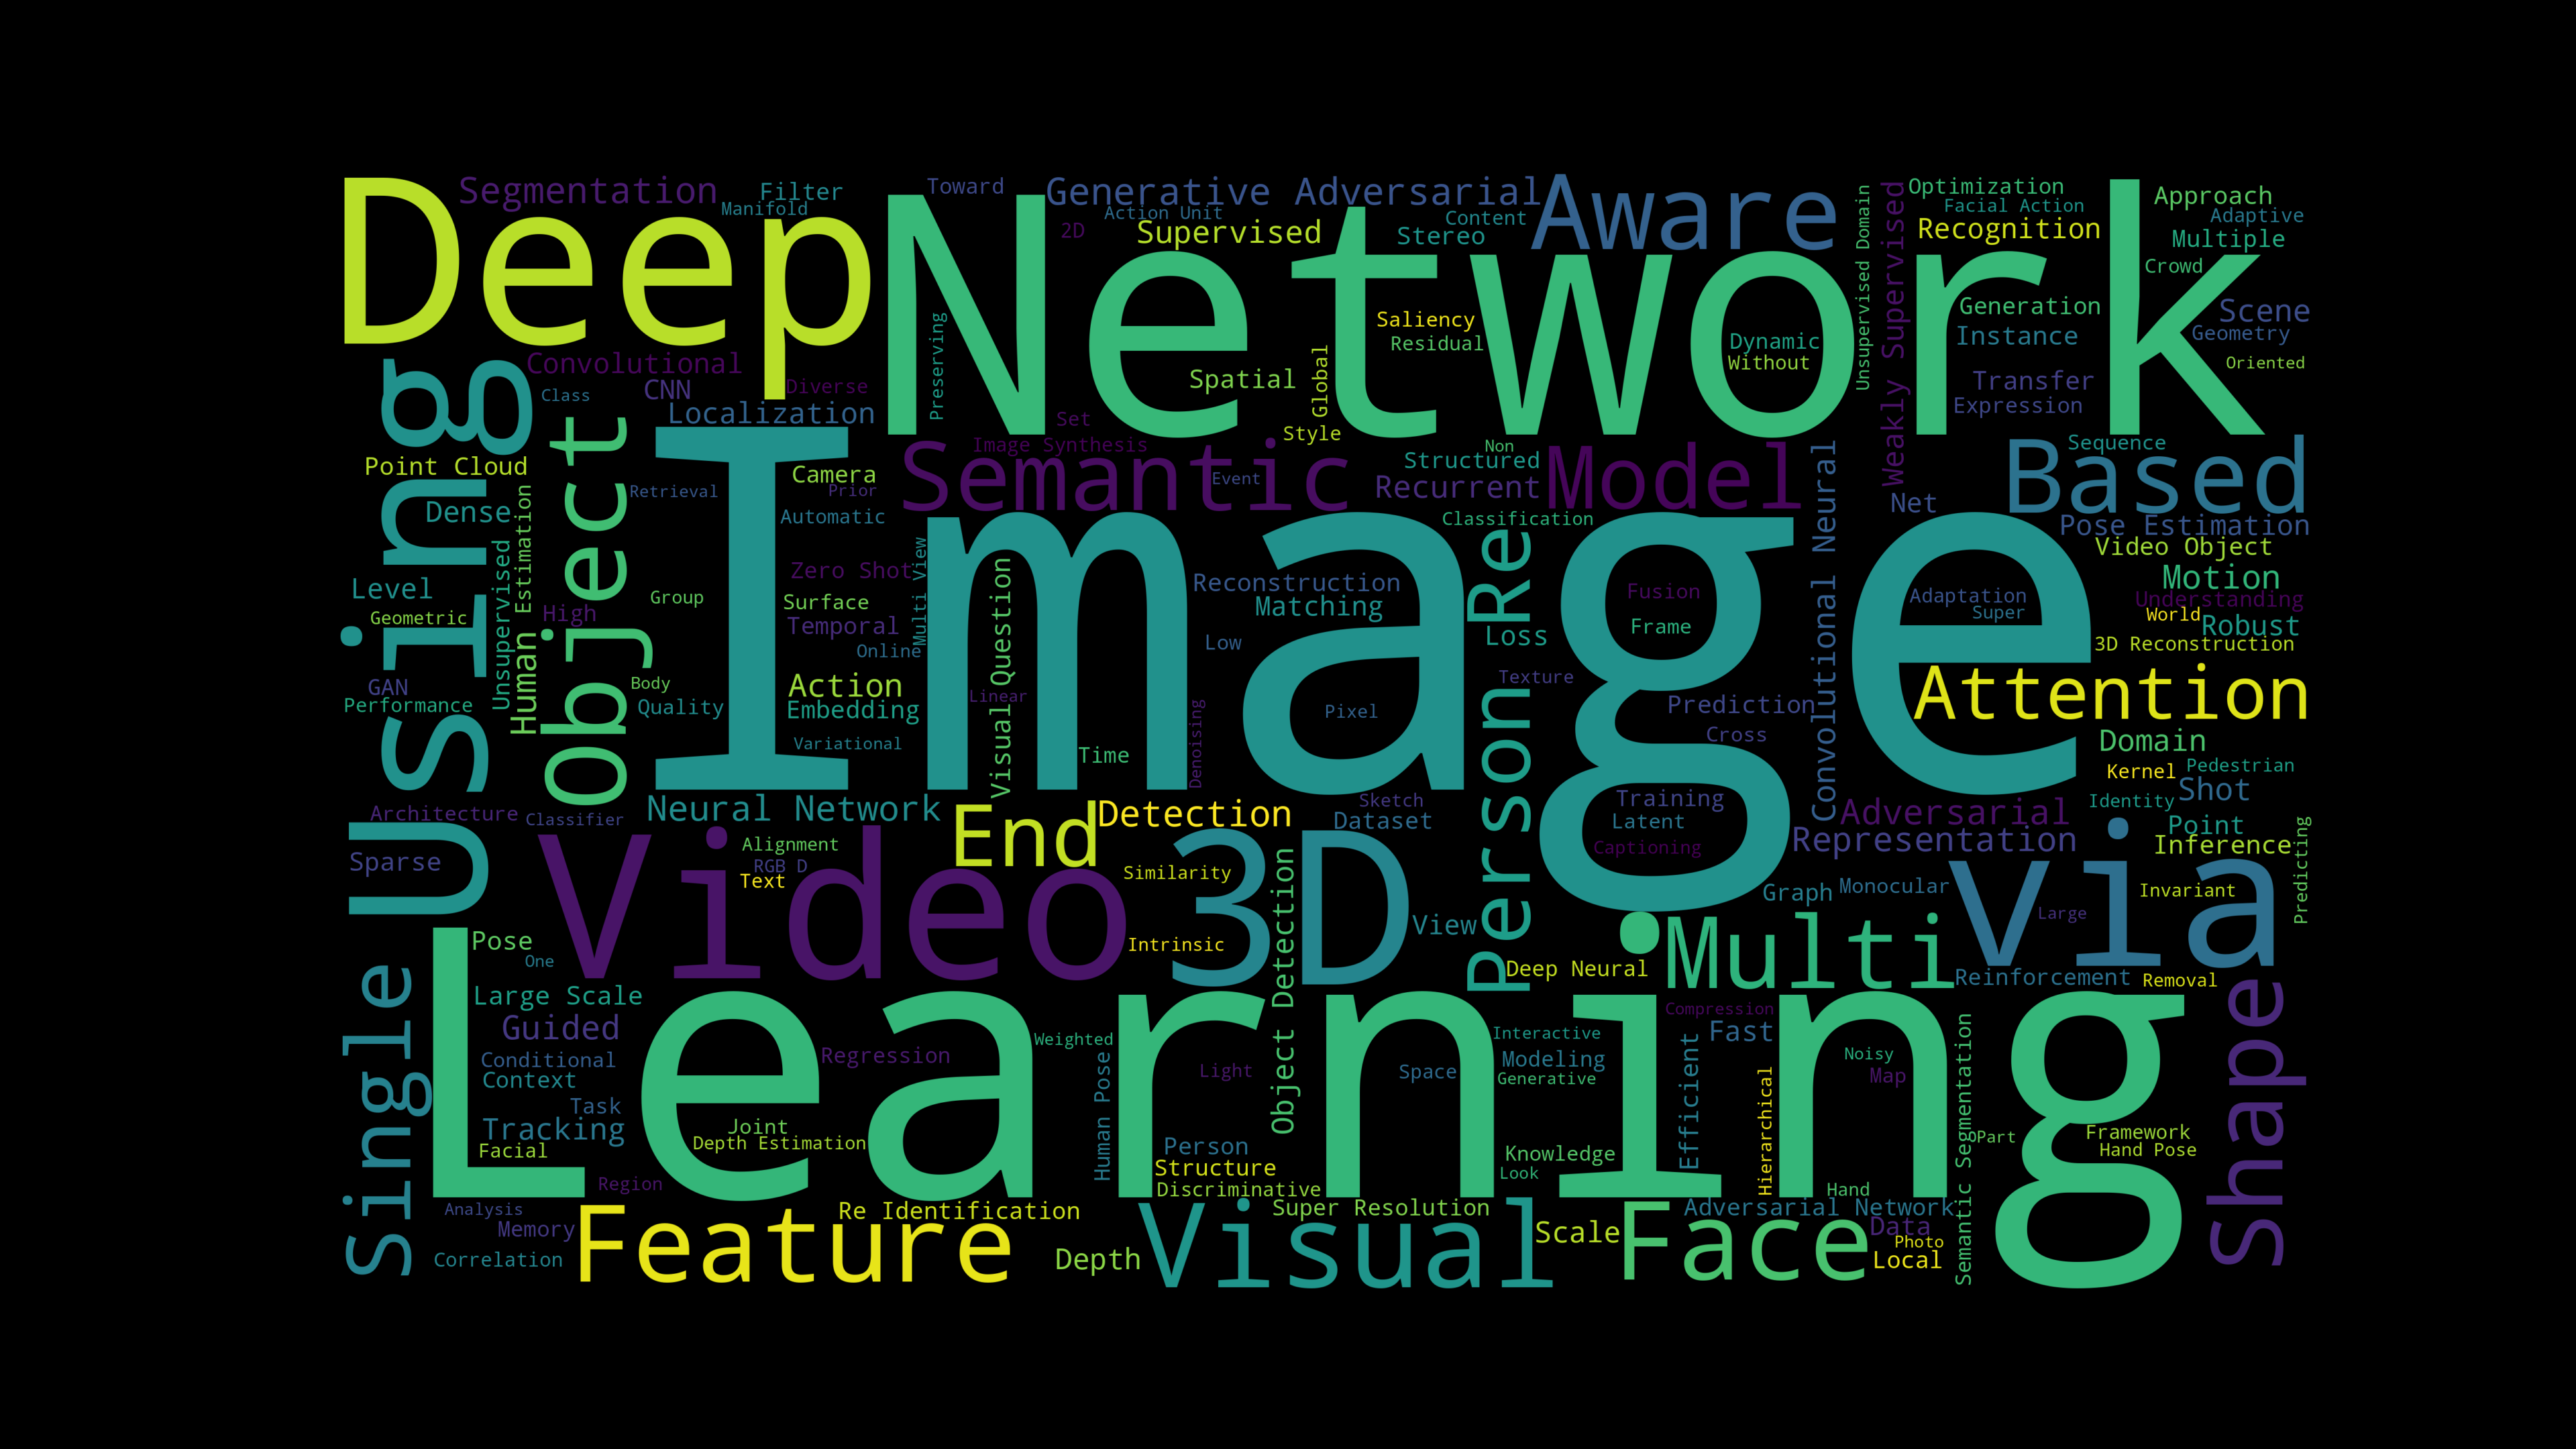 Deep
Network
Segmentation
Filter
Manifold
Toward
Generative Adversarial
Action Unit
2D
Supervised
Content
Stereo
Aware
Unsupervised Domain
Weakly Supervised
Optimization
Facial Action
Recognition
Approach
Adaptive
Multiple
Crowd
Generation
Instance
Scene
Geometry
Oriented
Transfer
Expression
Saliency
Residual
Dynamic
Without
Spatial
Global
Style
Preserving
Set
Convolutional
Class
CNN
Diverse
Localization
Using
Object
Image
Image Synthesis
Semantic
Event
Non
Structured
Recurrent
Model
Convolutional Neural
Sequence
Based
Net
Pose Estimation
Video Object
Motion
Understanding
World
Robust
3D Reconstruction
Point Cloud
Dense
Estimation
Unsupervised
Level
Geometric
High
Human
GAN
Performance
Retrieval
Group
Body
Quality
Camera
Prior
Automatic
Zero Shot
Surface
Temporal
Multi View
Online
Action
Embedding
Variational
Linear
Visual Question
Time
Denoising
Reconstruction
Matching
Low
Pixel
Classification
Re
Loss
Texture
Person
Fusion
Frame
Prediction
Cross
Adaptation
Super
Attention
Domain
Kernel
Pedestrian
Identity
Shot
Architecture
Classifier
Neural Network
End
Detection
Sketch
Dataset
Training
Latent
Captioning
Adversarial
Representation
Point
Inference
Predicting
Sparse
Video
Alignment
RGB D
Text
3D
Similarity
Intrinsic
Object Detection
View
Graph
Monocular
via
Invariant
Large
Single
Learning
Pose
One
Deep Neural
Multi
Reinforcement
Removal
Shape
Large Scale
Guided
Conditional
Context
Task
Tracking
Facial
Regression
Joint
Depth Estimation
Region
Weighted
Human Pose
Light
Space
Interactive
Modeling
Generative
Compression
Fast
Efficient
Hierarchical
Noisy
Map
Semantic Segmentation
Part
Framework
Hand Pose
Person
Structure
Discriminative
Knowledge
Look
Hand
Analysis
Memory
Correlation
Feature
Re Identification
Depth
Visual
Super Resolution
Scale
Face
Adversarial Network
Data
Photo
Local